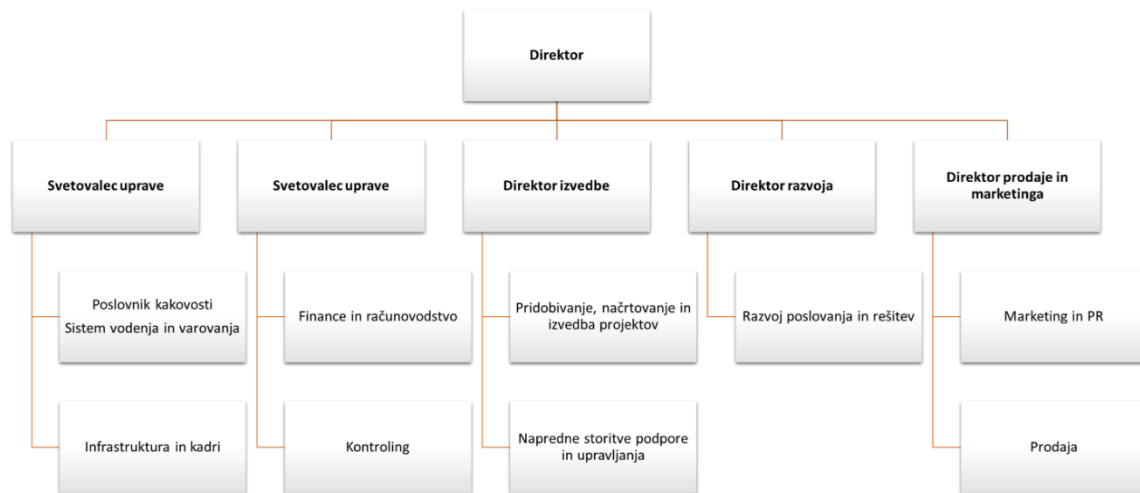 Direktor
Svetovalec uprave
Svetovalec uprave
Direktor izvedbe
Direktor razvoja
Direktor prodaje in
marketinga
Poslovnik kakovosti
Sistem vodenja in varovanja
Finance in računovodstvo
Pridobivanje, načrtovanje in
izvedba projektov
Razvoj poslovanja in rešitev
Marketing in PR
Infrastruktura in kadri
Kontroling
Napredne storitve podpore
in upravljanja
Prodaja